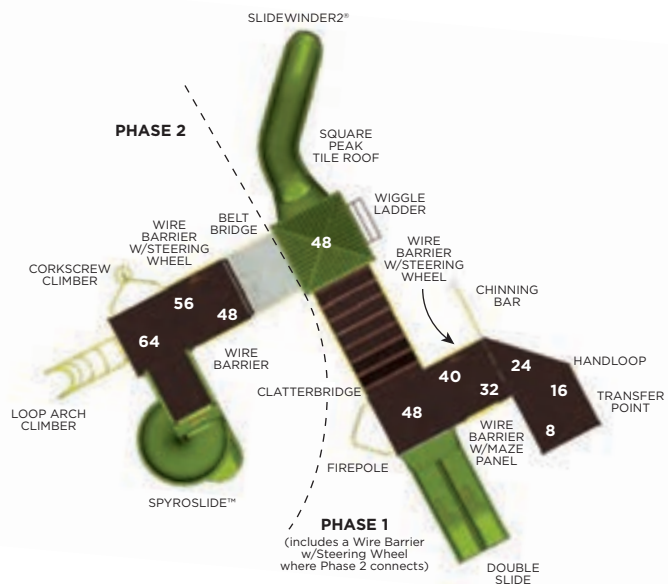 SLIDEWINDER2®
PHASE 2
SQUARE
PEAK
TILE ROOF
WIGGLE
LADDER
BELT
BRIDGE
WIRE
BARRIER
W/STEERING
WHEEL
48
WIRE
BARRIER
W/STEERING
WHEEL
CORKSCREW
CLIMBER
CHINNING
BAR
56
48
64
WIRE
BARRIER
HANDLOOP
24
40
16
32
TRANSFER
POINT
CLATTERBRIDGE
48
8
LOOP ARCH
CLIMBER
WIRE
BARRIER
W/MAZE
PANEL
FIREPOLE
SPYROSLIDE™
PHASE 1
(includes a Wire Barrier
w/Steering Wheel
where Phase 2 connects)
DOUBLE
SLIDE